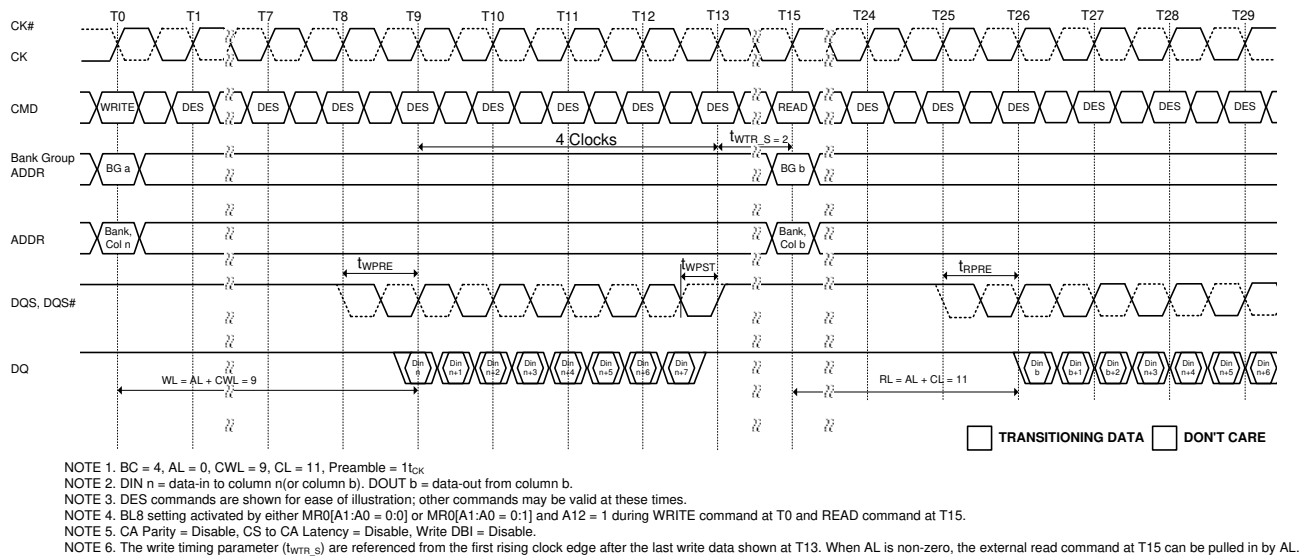 T0 T1 T7 T8 T9 T10 T11 T12 T13 T15 T24 T25 T26 T27 T28 T29
CK#
CK
CMD WRITE DES DES DES DES DES DES DES DES READ DES DES DES DES DES DES
4 Clocks tWTR_S = 2
Bank Group
ADDR BG a BG b
ADDR Bank, Col n Bank, Col b
tWPRE tWPST tRPRE
DQS, DQS#
DQ Din n Din n+1 Din n+2 Din n+3 Din n+4 Din n+5 Din n+6 Din n+7 Din b Din b+1 Din b+2 Din n+3 Din n+4 Din n+5 Din n+6
WL = AL + CWL = 9 RL = AL + CL = 11
TRANSITIONING DATA DON'T CARE
NOTE 1. BC = 4, AL = 0, CWL = 9, CL = 11, Preamble = 1tCK
NOTE 2. DIN n = data-in to column n(or column b). DOUT b = data-out from column b.
NOTE 3. DES commands are shown for ease of illustration; other commands may be valid at these times.
NOTE 4. BL8 setting activated by either MR0[A1:A0 = 0:0] or MR0[A1:A0 = 0:1] and A12 = 1 during WRITE command at T0 and READ command at T15.
NOTE 5. CA Parity = Disable, CS to CA Latency = Disable, Write DBI = Disable.
NOTE 6. The write timing parameter (tWTR_S) are referenced from the first rising clock edge after the last write data shown at T13. When AL is non-zero, the external read command at T15 can be pulled in by AL.